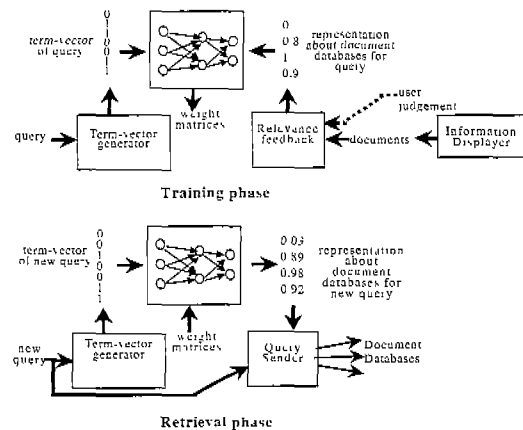 0
1
1
0
0
1
1
term-vector
of query
0
0 8
1
0.9
representation
about document
databases for
query
weight
matrices
user
judgement
query
Term-vector
generator
Relevance
feedback
documents
Information
Displayer
Training phase
0
0
1
0
0
1
1
term-vector
of new query
0 03
0 89
0.98
0 92
representation
about
document
databases for
new query
new
query
Term-vector
generator
weight
matrices
Query
Sender
Document
Databases
Retrieval phase